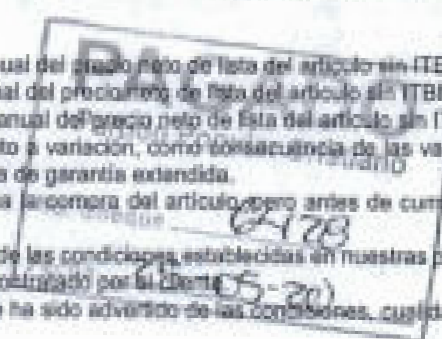 ual del precio neto de lista del artículo sin ITB
al del precio neto de lista del artículo sin ITBI
anual del precio neto de lista del artículo sin I
to a variación, como consecuencia de las va
a de garantía extendida.
a la compra del artículo pero antes de cum
de las condiciones establecidas en nuestras p
contratado por el cliente
ha sido advertido de las condiciones,
PAGADO